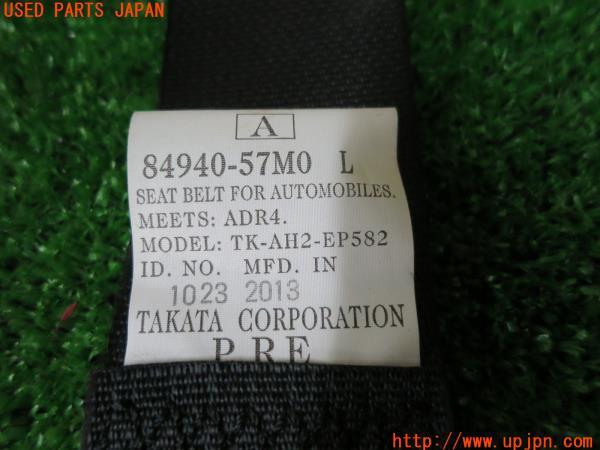 USED PARTS JAPAN
A
84940-57M0 L
SEAT BELT FOR AUTOMOBILES.
MEETS: ADR4.
MODEL: TK-AH2-EP582
ID. NO. MFD. IN
1023 2013
TAKATA CORPORATION
P.RE
http://www.upjpn.com/